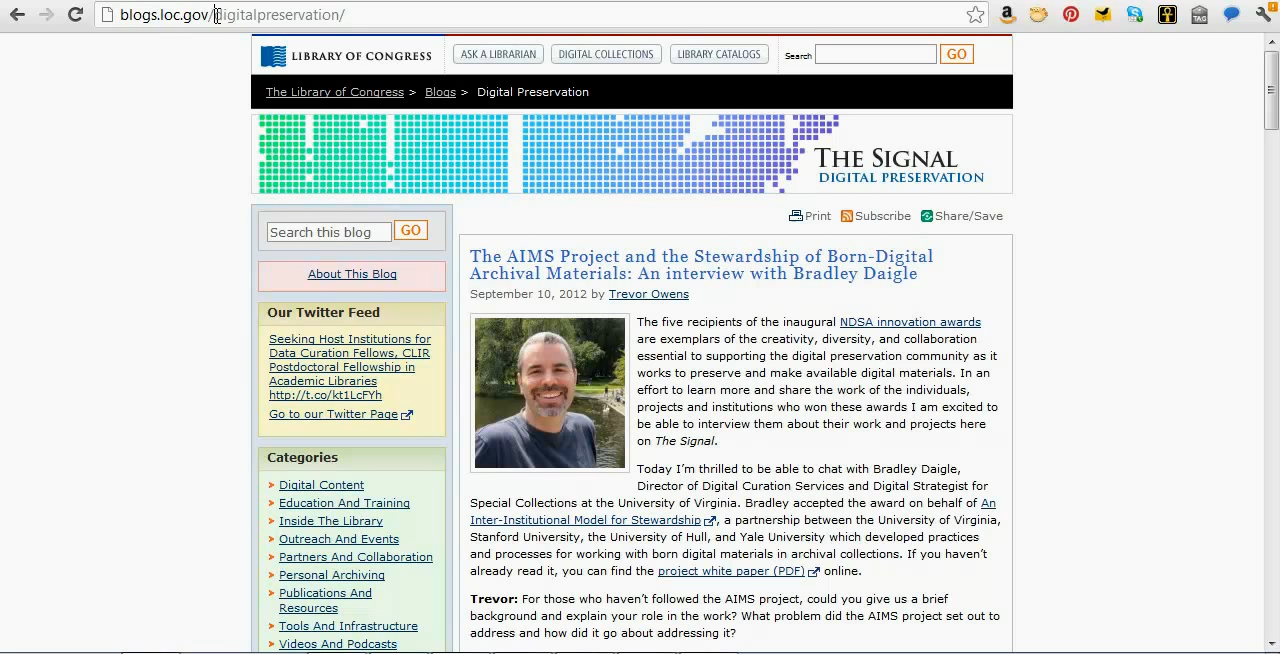 blogs.loc.gov/digitalpreservation/
TAG
LIBRARY OF CONGRESS
ASK A LIBRARIAN
DIGITAL COLLECTIONS
LIBRARY CATALOGS
Search
GO
The Library of Congress > Blogs > Digital Preservation
THE SIGNAL
DIGITAL PRESERVATION
Print
Subscribe
Share/Save
Search this blog
GO
About This Blog
Our Twitter Feed
Seeking Host Institutions for
Data Curation Fellows, CLIR
Postdoctoral Fellowship in
Academic Libraries
http://t.co/kt1LcFYh
Go to our Twitter Page
Categories
Digital Content
Education And Training
Inside The Library
Outreach And Events
Partners And Collaboration
Personal Archiving
Publications And
Resources
Tools And Infrastructure
Videos And Podcasts
The AIMS Project and the Stewardship of Born-Digital
Archival Materials: An interview with Bradley Daigle
September 10, 2012 by Trevor Owens
The five recipients of the inaugural NDSA innovation awards
are exemplars of the creativity, diversity, and collaboration
essential to supporting the digital preservation community as it
works to preserve and make available digital materials. In an
effort to learn more and share the work of the individuals,
projects and institutions who won these awards I am excited to
be able to interview them about their work and projects here
on The Signal.
Today I’m thrilled to be able to chat with Bradley Daigle,
Director of Digital Curation Services and Digital Strategist for
Special Collections at the University of Virginia. Bradley accepted the award on behalf of An
Inter-Institutional Model for Stewardship, a partnership between the University of Virginia,
Stanford University, the University of Hull, and Yale University which developed practices
and processes for working with born digital materials in archival collections. If you haven’t
already read it, you can find the project white paper (PDF) online.
Trevor: For those who haven’t followed the AIMS project, could you give us a brief
background and explain your role in the work? What problem did the AIMS project set out to
address and how did it go about addressing it?